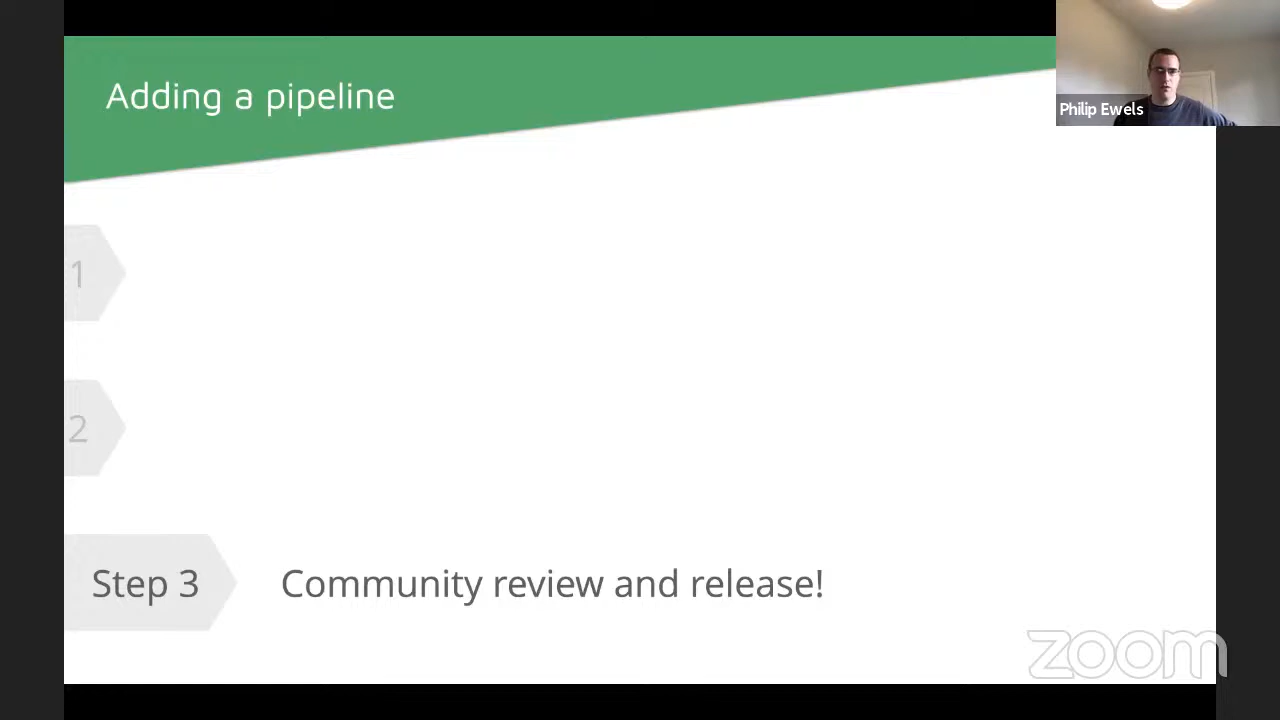 Adding a pipeline
Philip Ewels
1
2
Step 3 Community review and release!
zoom